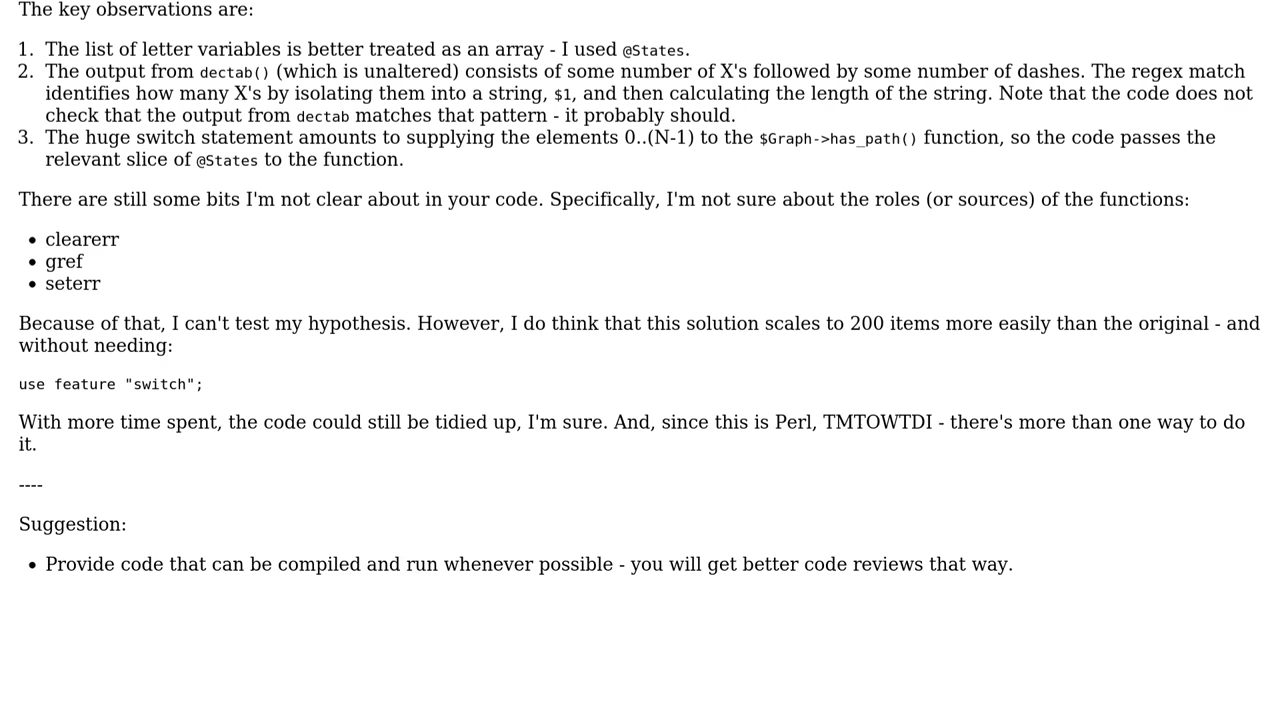 The key observations are:
1. The list of letter variables is better treated as an array - I used @States.
2. The output from dectab() (which is unaltered) consists of some number of X's followed by some number of dashes. The regex match
identifies how many X's by isolating them into a string, $1, and then calculating the length of the string. Note that the code does not
check that the output from dectab matches that pattern - it probably should.
3. The huge switch statement amounts to supplying the elements 0..(N-1) to the $Graph->has_path() function, so the code passes the
relevant slice of @States to the function.
There are still some bits I'm not clear about in your code. Specifically, I'm not sure about the roles (or sources) of the functions:
• clearerr
• gref
• seterr
Because of that, I can't test my hypothesis. However, I do think that this solution scales to 200 items more easily than the original - and
without needing:
use feature "switch";
With more time spent, the code could still be tidied up, I'm sure. And, since this is Perl, TMTOWTDI - there's more than one way to do
it.
----
Suggestion:
• Provide code that can be compiled and run whenever possible - you will get better code reviews that way.